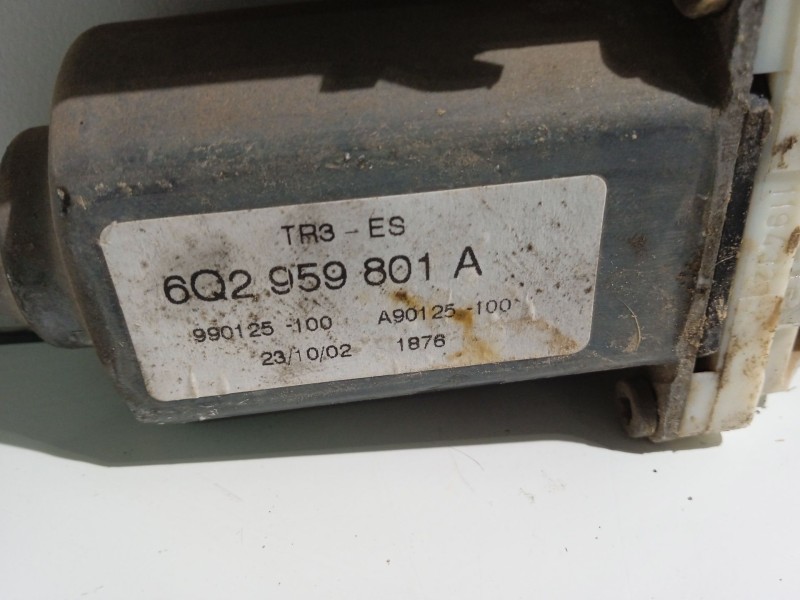 TR3 - ES
6Q2 959 801 A
990125 -100 A90125 -100
23/10/02 1876